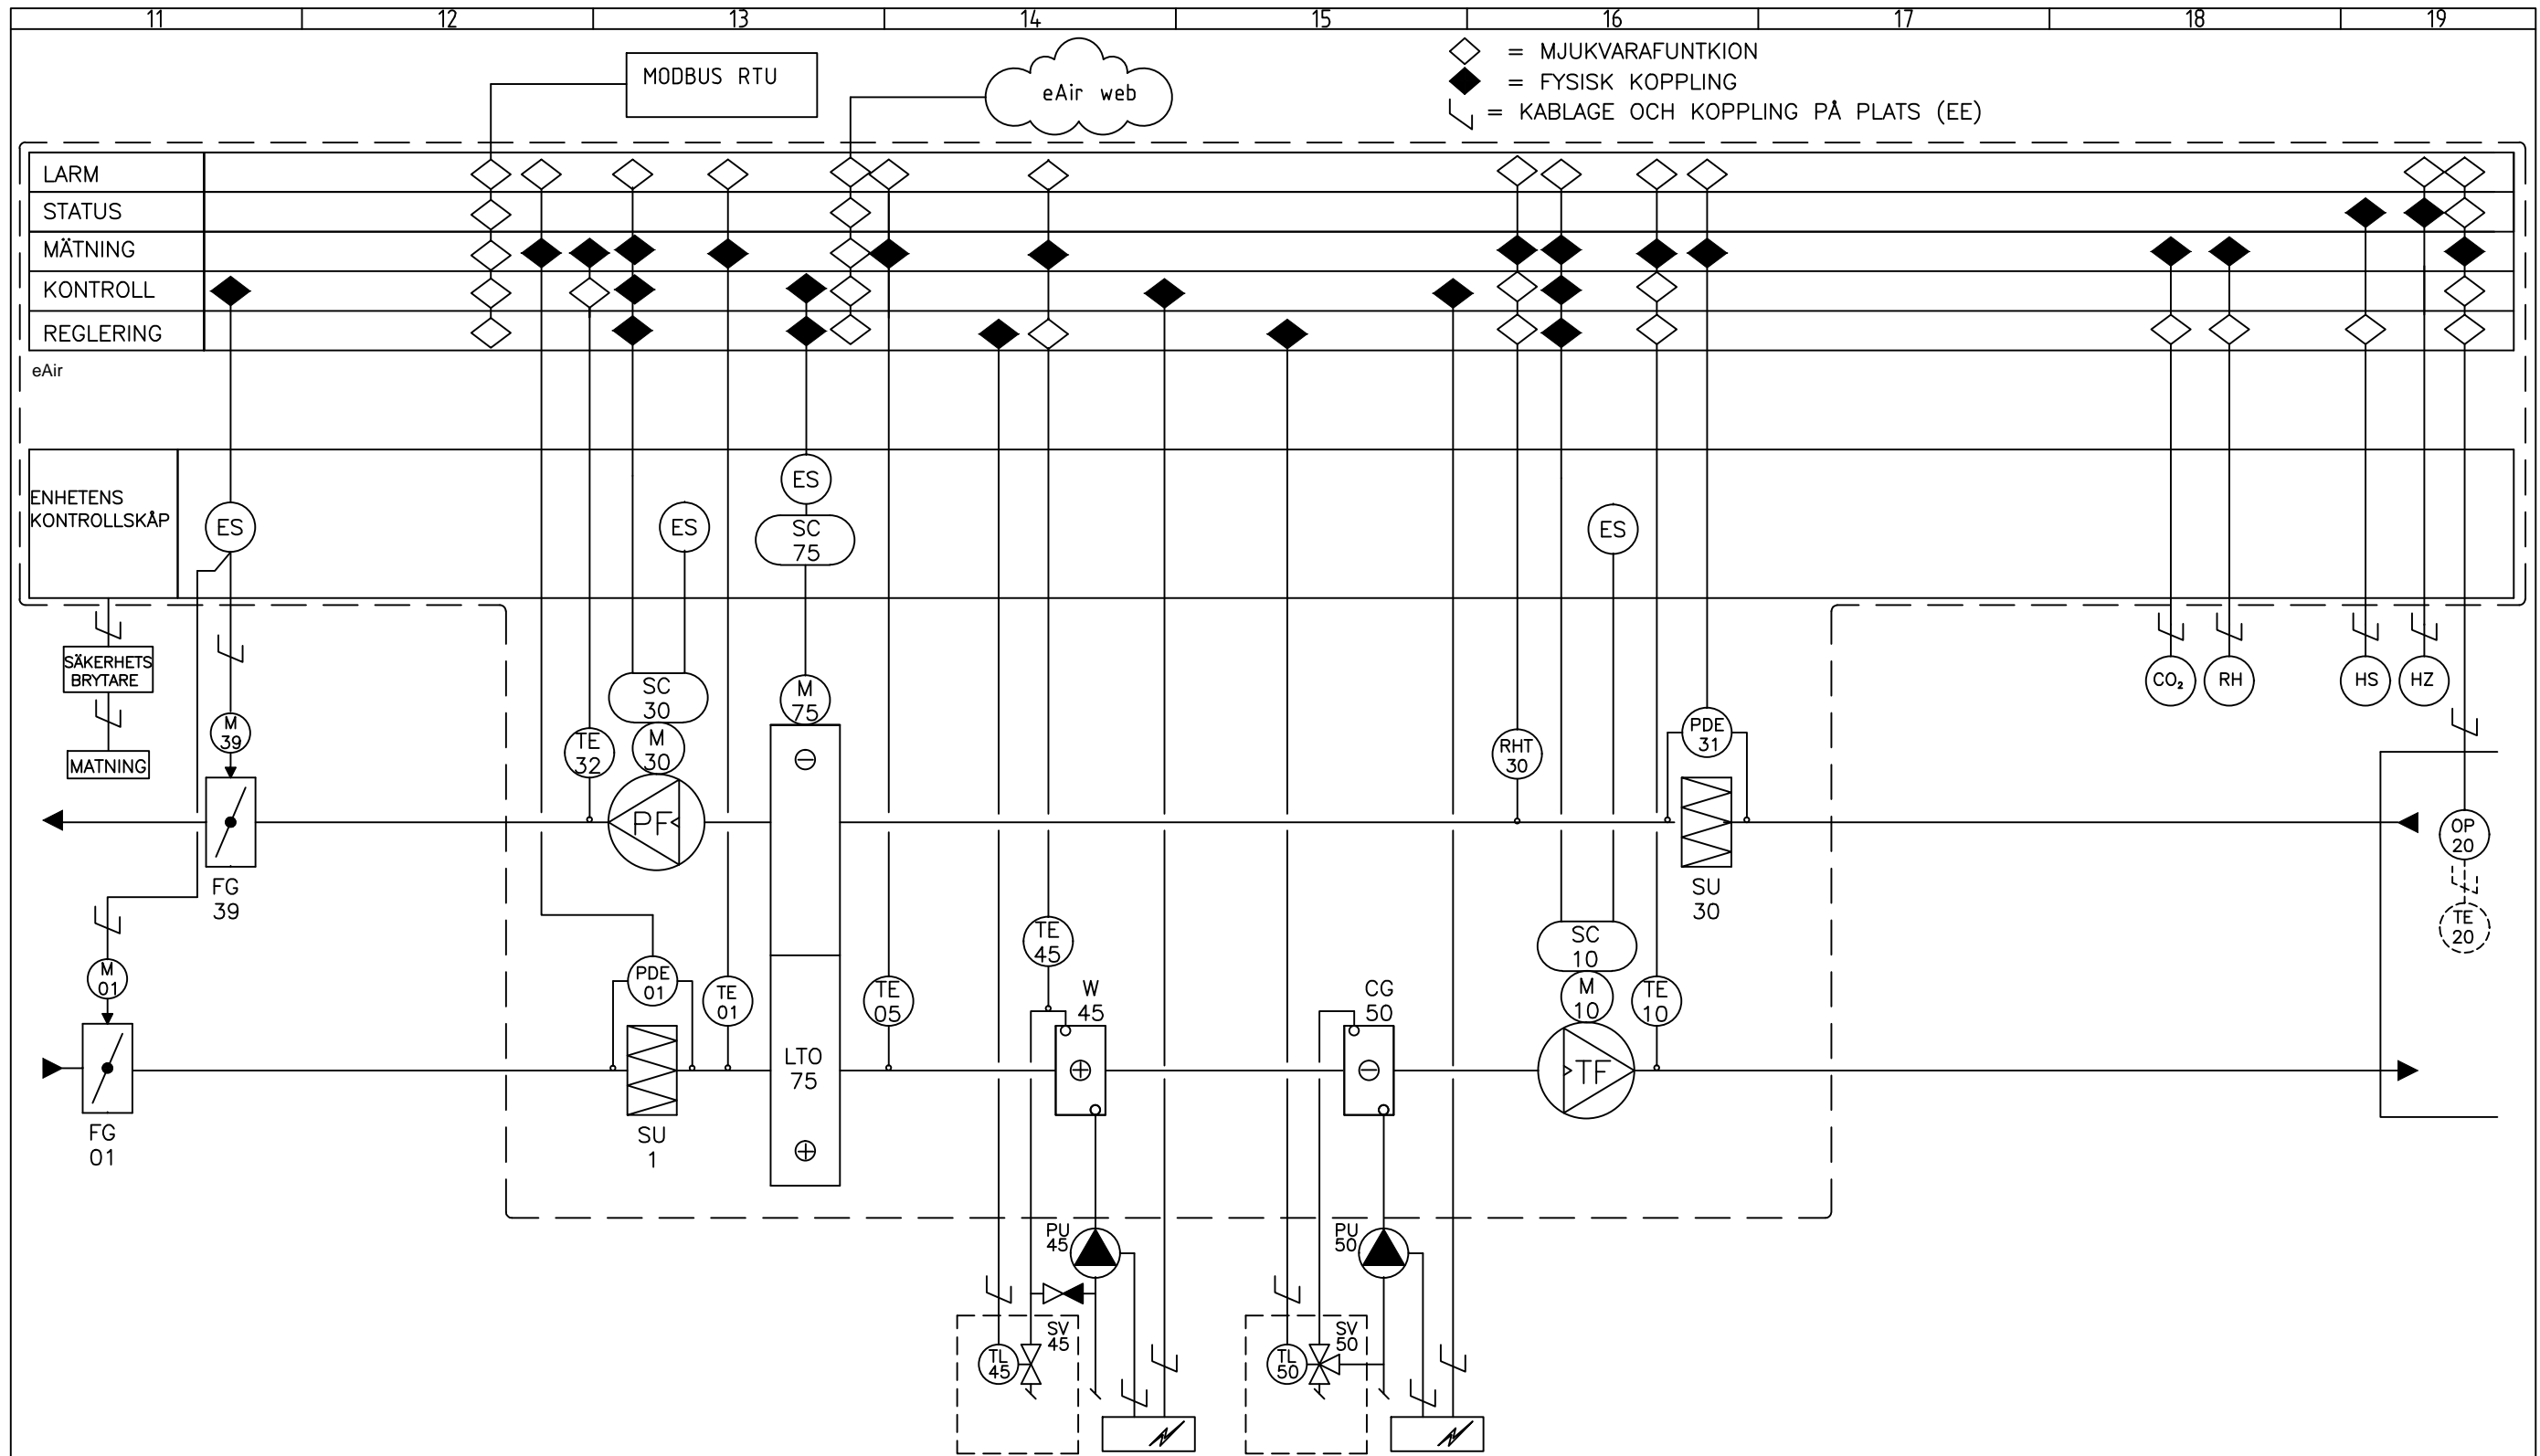 11 12 13 14 15 16 17 18 19
MODBUS RTU
eAir web
= MJUKVARAFUNTKION
= FYSISK KOPPLING
= KABLAGE OCH KOPPLING PÅ PLATS (EE)
LARM
STATUS
MÄTNING
KONTROLL
REGLERING
eAir
ENHETENS
KONTROLLSKÅP
ES
ES
ES
SC
75
ES
SÄKERHETS
BRYTARE
MATNING
M
39
TE
32
SC
30
M
30
M
75
RHT
30
PDE
31
CO₂
RH
HS
HZ
PF
FG
39
SU
30
OP
20
TE
20
M
01
PDE
01
TE
01
TE
05
TE
45
W
45
CG
50
SC
10
M
10
TE
10
LTO
75
TF
FG
01
SU
1
PU
45
PU
50
SV
45
TL
45
SV
50
TL
50